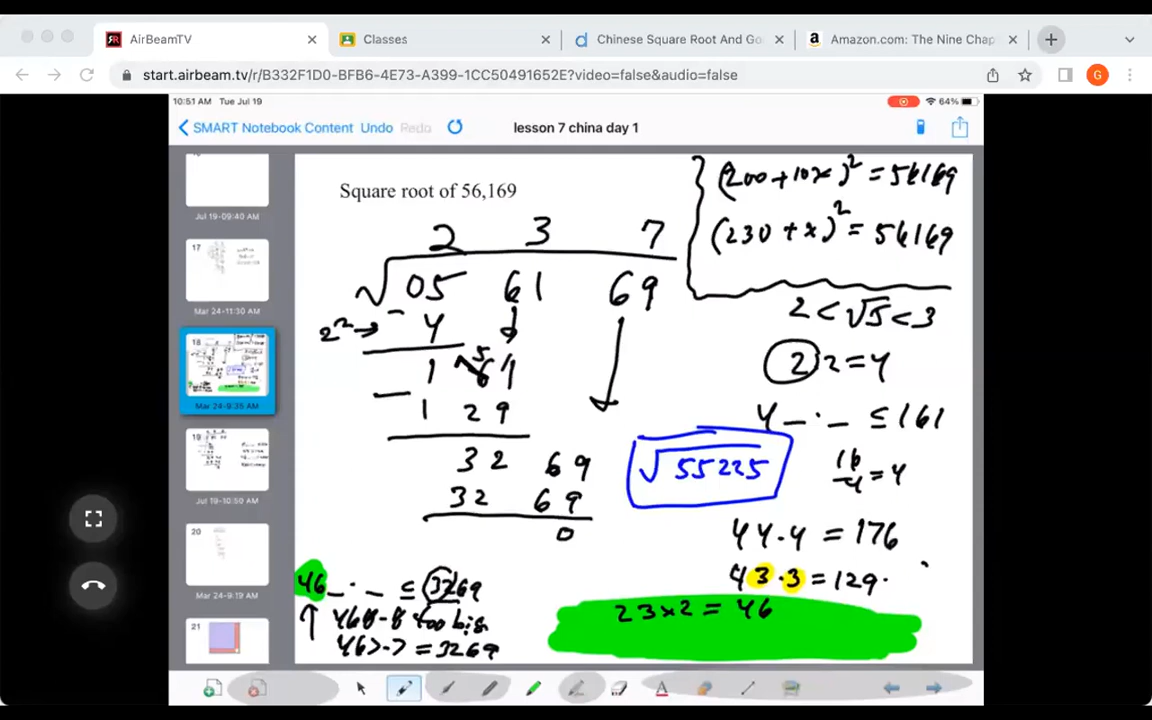 AirBeamTV
Classes
Chinese Square Root And Go
Amazon.com: The Nine Chap
start.airbeam.tv/r/B332F1D0-BFB6-4E73-A399-1CC50491652E?video=false&audio=false
G
10:51 AM Tue Jul 19
64%
SMART Notebook Content
Undo
Redo
lesson 7 china day 1
Jul 19-09:40 AM
17
Mar 24-11:30 AM
18
Mar 24-9:35 AM
19
Jul 19-10:50 AM
20
Mar 24-9:19 AM
21
Square root of 56,169
2 3 7
√05 61 69
2² → - 4
1 5 61
- 1 29
32 69
32 69
0
46 _ · _ ≤ 3269
468·8 too big
467·7 = 3269
(200+10x)² = 56169
(230+x)² = 56169
2 < √5 < 3
2 2 = 4
4 _ · _ ≤ 161
16/4 = 4
√55225
44·4 = 176
43·3 = 129.
23×2 = 46
A